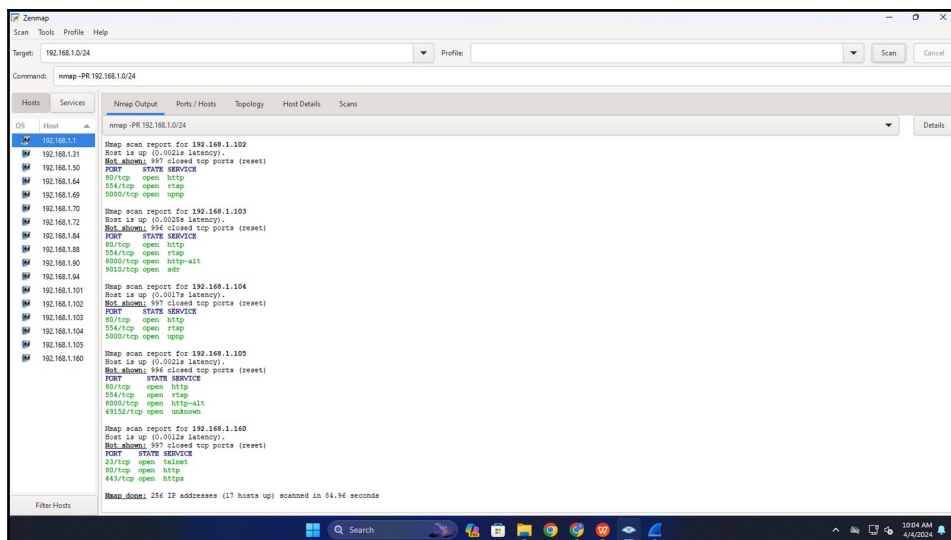 Zenmap
Scan Tools Profile Help
Target: 192.168.1.0/24 Profile: Scan Cancel
Command: nmap -PR 192.168.1.0/24
Hosts Services
OS Host
192.168.1.1
192.168.1.31
192.168.1.50
192.168.1.64
192.168.1.69
192.168.1.70
192.168.1.72
192.168.1.84
192.168.1.88
192.168.1.90
192.168.1.94
192.168.1.101
192.168.1.102
192.168.1.103
192.168.1.104
192.168.1.105
192.168.1.160
Filter Hosts
Nmap Output Ports / Hosts Topology Host Details Scans
nmap -PR 192.168.1.0/24 Details
Nmap scan report for 192.168.1.102
Host is up (0.0021s latency).
Not shown: 997 closed tcp ports (reset)
PORT STATE SERVICE
80/tcp open http
554/tcp open rtsp
5000/tcp open upnp
Nmap scan report for 192.168.1.103
Host is up (0.0025s latency).
Not shown: 996 closed tcp ports (reset)
PORT STATE SERVICE
80/tcp open http
554/tcp open rtsp
8000/tcp open http-alt
9010/tcp open sdr
Nmap scan report for 192.168.1.104
Host is up (0.0017s latency).
Not shown: 997 closed tcp ports (reset)
PORT STATE SERVICE
80/tcp open http
554/tcp open rtsp
5000/tcp open upnp
Nmap scan report for 192.168.1.105
Host is up (0.0021s latency).
Not shown: 996 closed tcp ports (reset)
PORT STATE SERVICE
80/tcp open http
554/tcp open rtsp
8000/tcp open http-alt
49152/tcp open unknown
Nmap scan report for 192.168.1.160
Host is up (0.0012s latency).
Not shown: 997 closed tcp ports (reset)
PORT STATE SERVICE
23/tcp open telnet
80/tcp open http
443/tcp open https
Nmap done: 256 IP addresses (17 hosts up) scanned in 84.96 seconds
Search
10:04 AM
4/4/2024